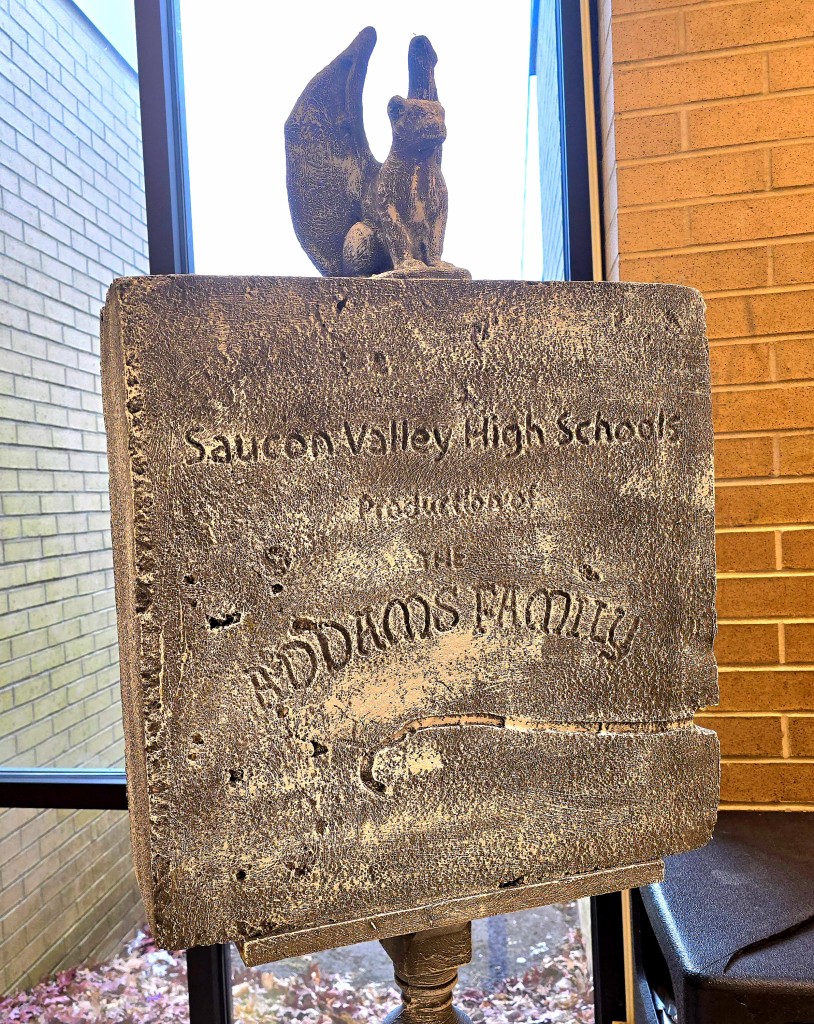 Saucon Valley High Schools
Production of
THE
ADDAMS FAMILY